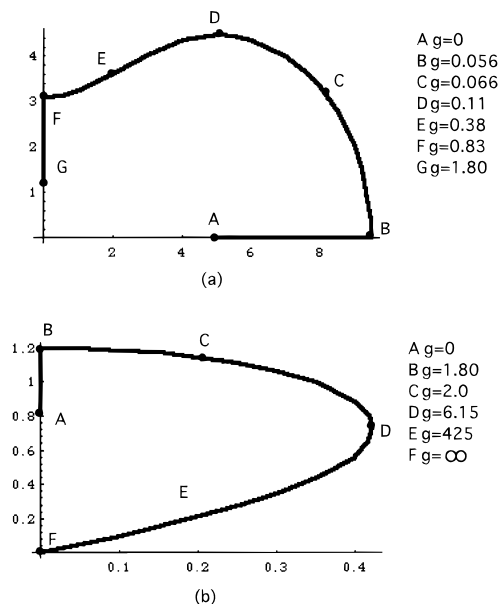 D
4
E
C
3
F
2
G
1
A
B
2
4
6
8
A g=0
B g=0.056
C g=0.066
D g=0.11
E g=0.38
F g=0.83
G g=1.80
(a)
B
C
1.2
1
0.8
A
D
0.6
0.4
E
0.2
F
0.1
0.2
0.3
0.4
A g=0
B g=1.80
C g=2.0
D g=6.15
E g=425
F g=∞
(b)